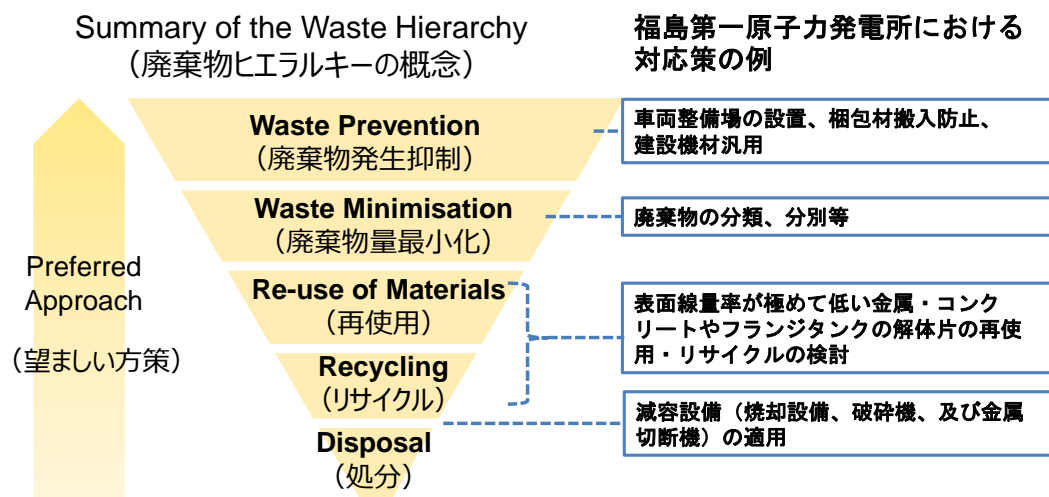 Summary of the Waste Hierarchy
（廃棄物ヒエラルキーの概念）
福島第一原子力発電所における
対応策の例
Waste Prevention
（廃棄物発生抑制）
車両整備場の設置、梱包材搬入防止、
建設機材汎用
Waste Minimisation
（廃棄物量最小化）
廃棄物の分類、分別等
Preferred
Approach
（望ましい方策）
Re-use of Materials
（再使用）
Recycling
（リサイクル）
表面線量率が極めて低い金属・コンク
リートやフランジタンクの解体片の再使
用・リサイクルの検討
Disposal
（処分）
減容設備（焼却設備、破砕機、及び金属
切断機）の適用